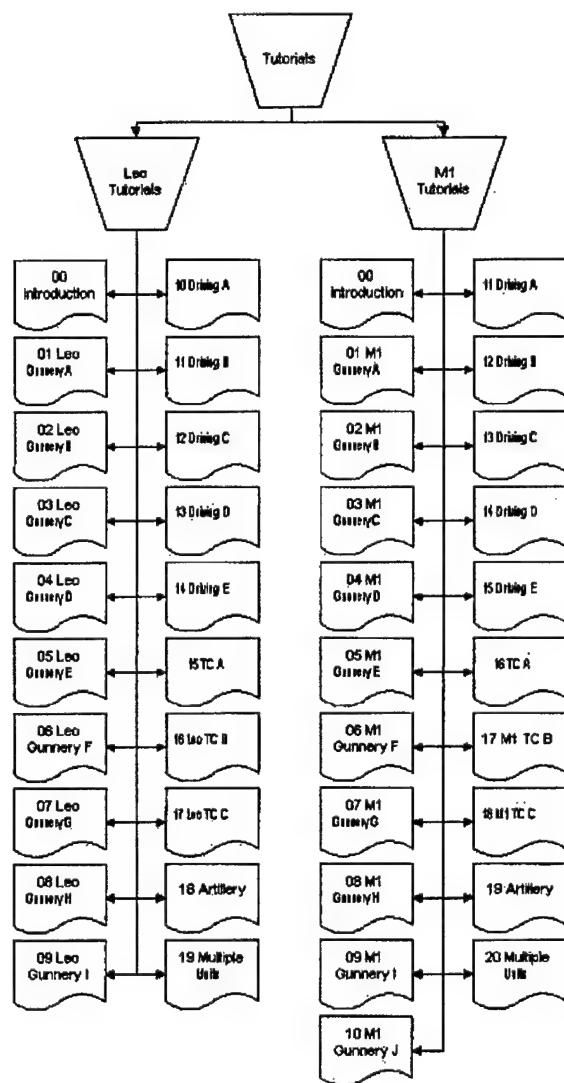 Tutorials
Leo
Tutorials
M1
Tutorials
00
Introduction
10 Driving A
01 Leo
Gunnery A
11 Driving B
02 Leo
Gunnery B
12 Driving C
03 Leo
Gunnery C
13 Driving D
04 Leo
Gunnery D
14 Driving E
05 Leo
Gunnery E
15 TC A
06 Leo
Gunnery F
16 Leo TC B
07 Leo
Gunnery G
17 Leo TC C
08 Leo
Gunnery H
18 Artillery
09 Leo
Gunnery I
19 Multiple
Units
00
Introduction
11 Driving A
01 M1
Gunnery A
12 Driving B
02 M1
Gunnery B
13 Driving C
03 M1
Gunnery C
14 Driving D
04 M1
Gunnery D
15 Driving E
05 M1
Gunnery E
16 TC A
06 M1
Gunnery F
17 M1 TC B
07 M1
Gunnery G
18 M1 TC C
08 M1
Gunnery H
19 Artillery
09 M1
Gunnery I
20 Multiple
Units
10 M1
Gunnery J